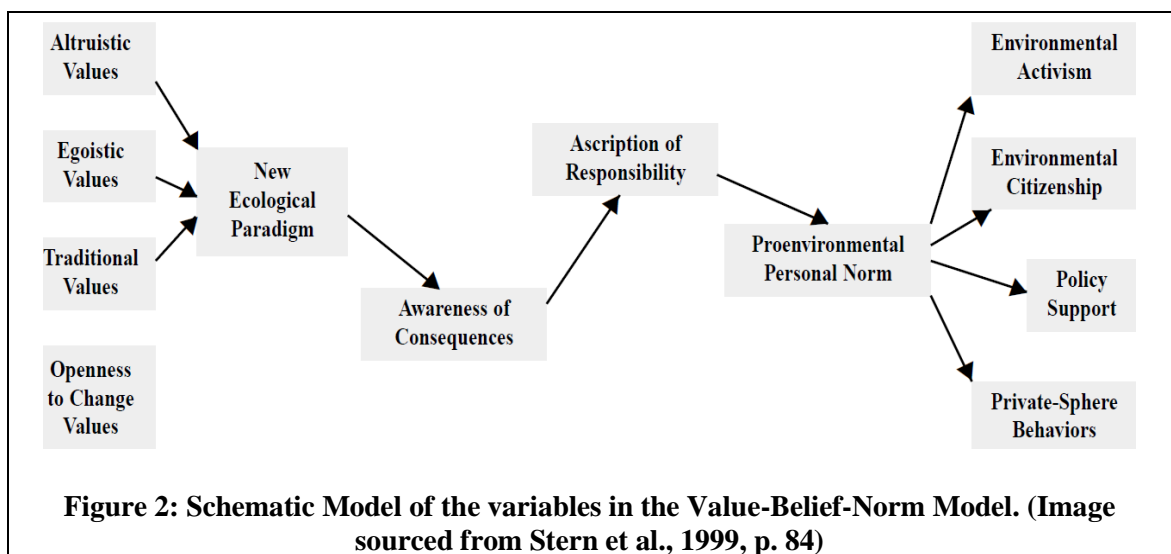 Altruistic
Values
Egoistic
Values
Traditional
Values
Openness
to Change
Values
New
Ecological
Paradigm
Awareness of
Consequences
Ascription of
Responsibility
Proenvironmental
Personal Norm
Environmental
Activism
Environmental
Citizenship
Policy
Support
Private-Sphere
Behaviors
Figure 2: Schematic Model of the variables in the Value-Belief-Norm Model. (Image
sourced from Stern et al., 1999, p. 84)